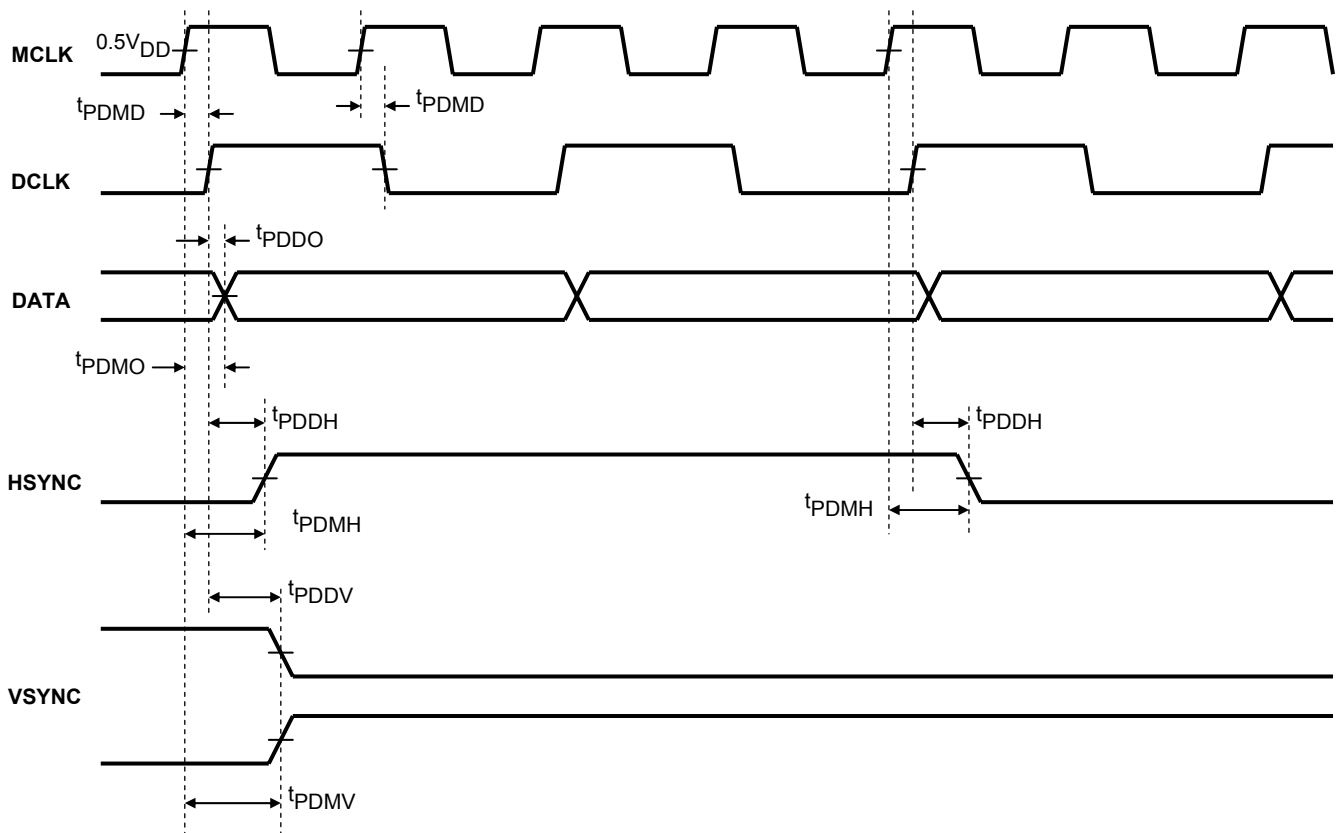 0.5VDD
MCLK
tPDMD
tPDMD
DCLK
tPDDO
DATA
tPDMO
tPDDH
tPDDH
HSYNC
tPDMH
tPDMH
tPDDV
VSYNC
tPDMV